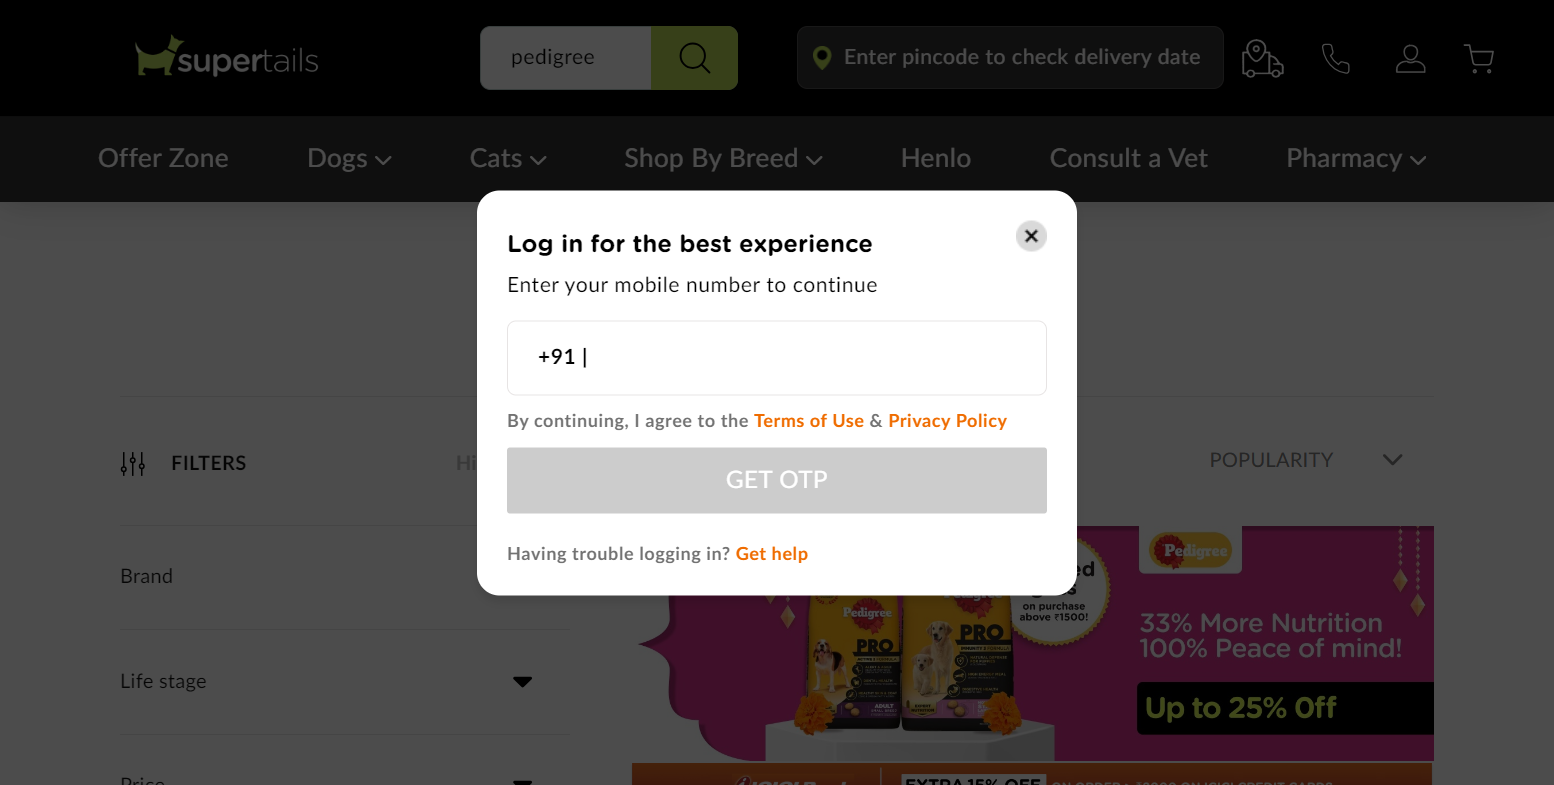 supertails
pedigree
Enter pincode to check delivery date
Offer Zone
Dogs
Cats
Shop By Breed
Henlo
Consult a Vet
Pharmacy
Log in for the best experience
Enter your mobile number to continue
+91 |
By continuing, I agree to the Terms of Use & Privacy Policy
GET OTP
Having trouble logging in? Get help
FILTERS
Hi
POPULARITY
Brand
Life stage
Price
Pedigree
on purchase
above ₹1500!
33% More Nutrition
100% Peace of mind!
Up to 25% Off
Pedigree
PRO
ADULT
Pedigree
PRO
EXTRA 15% OFF